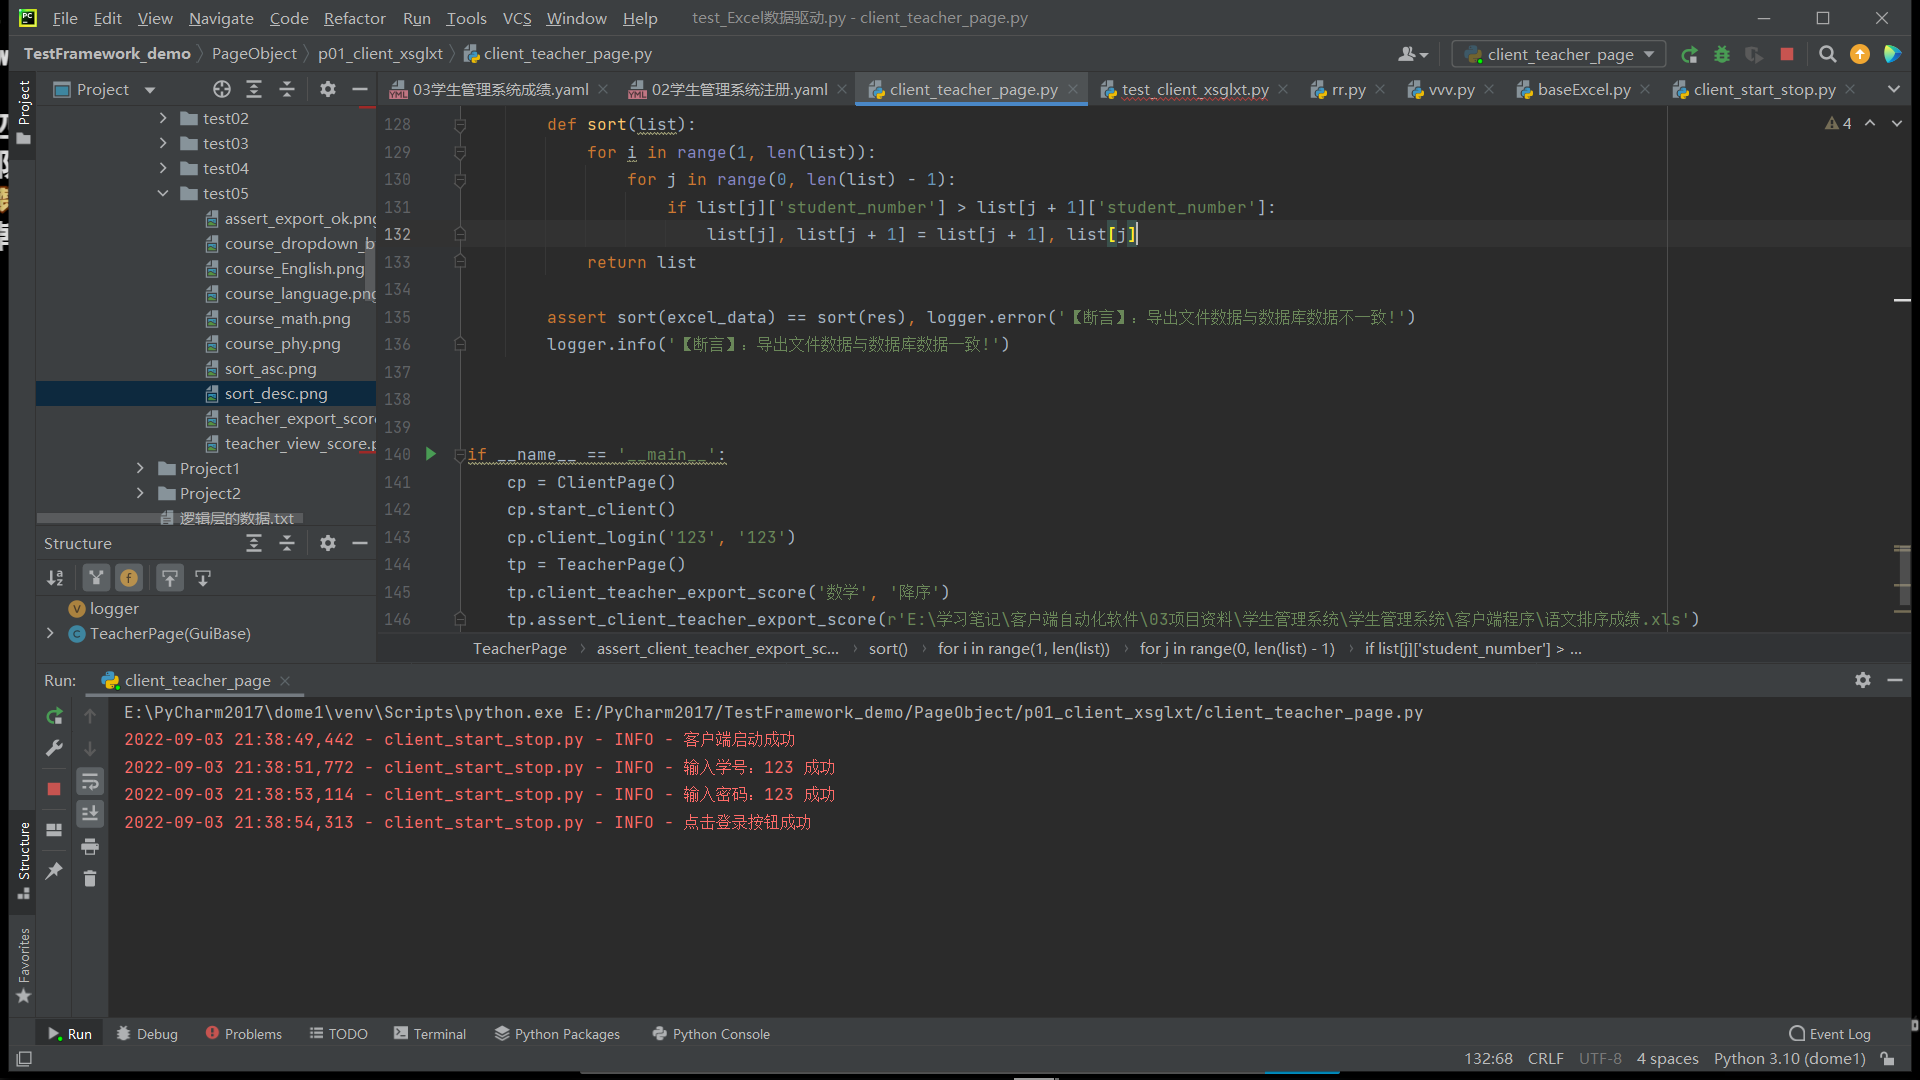 File Edit View Navigate Code Refactor Run Tools VCS Window Help test_Excel数据驱动.py - client_teacher_page.py
TestFramework_demo PageObject p01_client_xsglxt client_teacher_page.py client_teacher_page
Project
Project
03学生管理系统成绩.yaml 02学生管理系统注册.yaml client_teacher_page.py test_client_xsglxt.py rr.py vvv.py baseExcel.py client_start_stop.py
test02
test03
test04
test05
assert_export_ok.png
course_dropdown_b
course_English.png
course_language.png
course_math.png
course_phy.png
sort_asc.png
sort_desc.png
teacher_export_score
teacher_view_score.p
Project1
Project2
逻辑层的数据.txt
4
128 def sort(list):
129 for i in range(1, len(list)):
130 for j in range(0, len(list) - 1):
131 if list[j]['student_number'] > list[j + 1]['student_number']:
132 list[j], list[j + 1] = list[j + 1], list[j]
133 return list
134
135 assert sort(excel_data) == sort(res), logger.error('【断言】：导出文件数据与数据库数据不一致!')
136 logger.info('【断言】：导出文件数据与数据库数据一致!')
137
138
139
140 if __name__ == '__main__':
141 cp = ClientPage()
142 cp.start_client()
143 cp.client_login('123', '123')
144 tp = TeacherPage()
145 tp.client_teacher_export_score('数学', '降序')
146 tp.assert_client_teacher_export_score(r'E:\学习笔记\客户端自动化软件\03项目资料\学生管理系统\学生管理系统\客户端程序\语文排序成绩.xls')
TeacherPage assert_client_teacher_export_sc... sort() for i in range(1, len(list)) for j in range(0, len(list) - 1) if list[j]['student_number'] > ...
Structure
logger
TeacherPage(GuiBase)
Run: client_teacher_page
E:\PyCharm2017\dome1\venv\Scripts\python.exe E:/PyCharm2017/TestFramework_demo/PageObject/p01_client_xsglxt/client_teacher_page.py
2022-09-03 21:38:49,442 - client_start_stop.py - INFO - 客户端启动成功
2022-09-03 21:38:51,772 - client_start_stop.py - INFO - 输入学号：123 成功
2022-09-03 21:38:53,114 - client_start_stop.py - INFO - 输入密码：123 成功
2022-09-03 21:38:54,313 - client_start_stop.py - INFO - 点击登录按钮成功
Structure
Favorites
Run Debug Problems TODO Terminal Python Packages Python Console Event Log
132:68 CRLF UTF-8 4 spaces Python 3.10 (dome1)